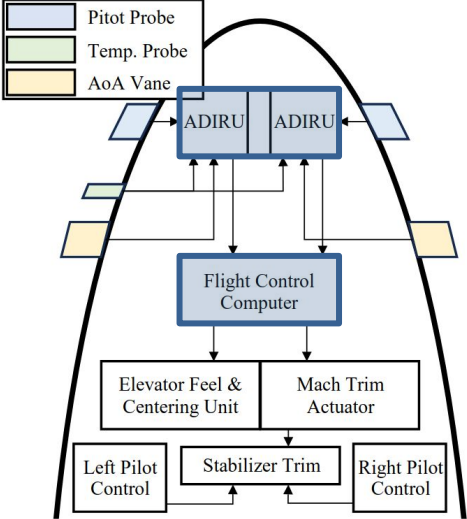 Pitot Probe
Temp. Probe
AoA Vane
ADIRU
ADIRU
Flight Control
Computer
Elevator Feel &
Centering Unit
Mach Trim
Actuator
Left Pilot
Control
Stabilizer Trim
Right Pilot
Control